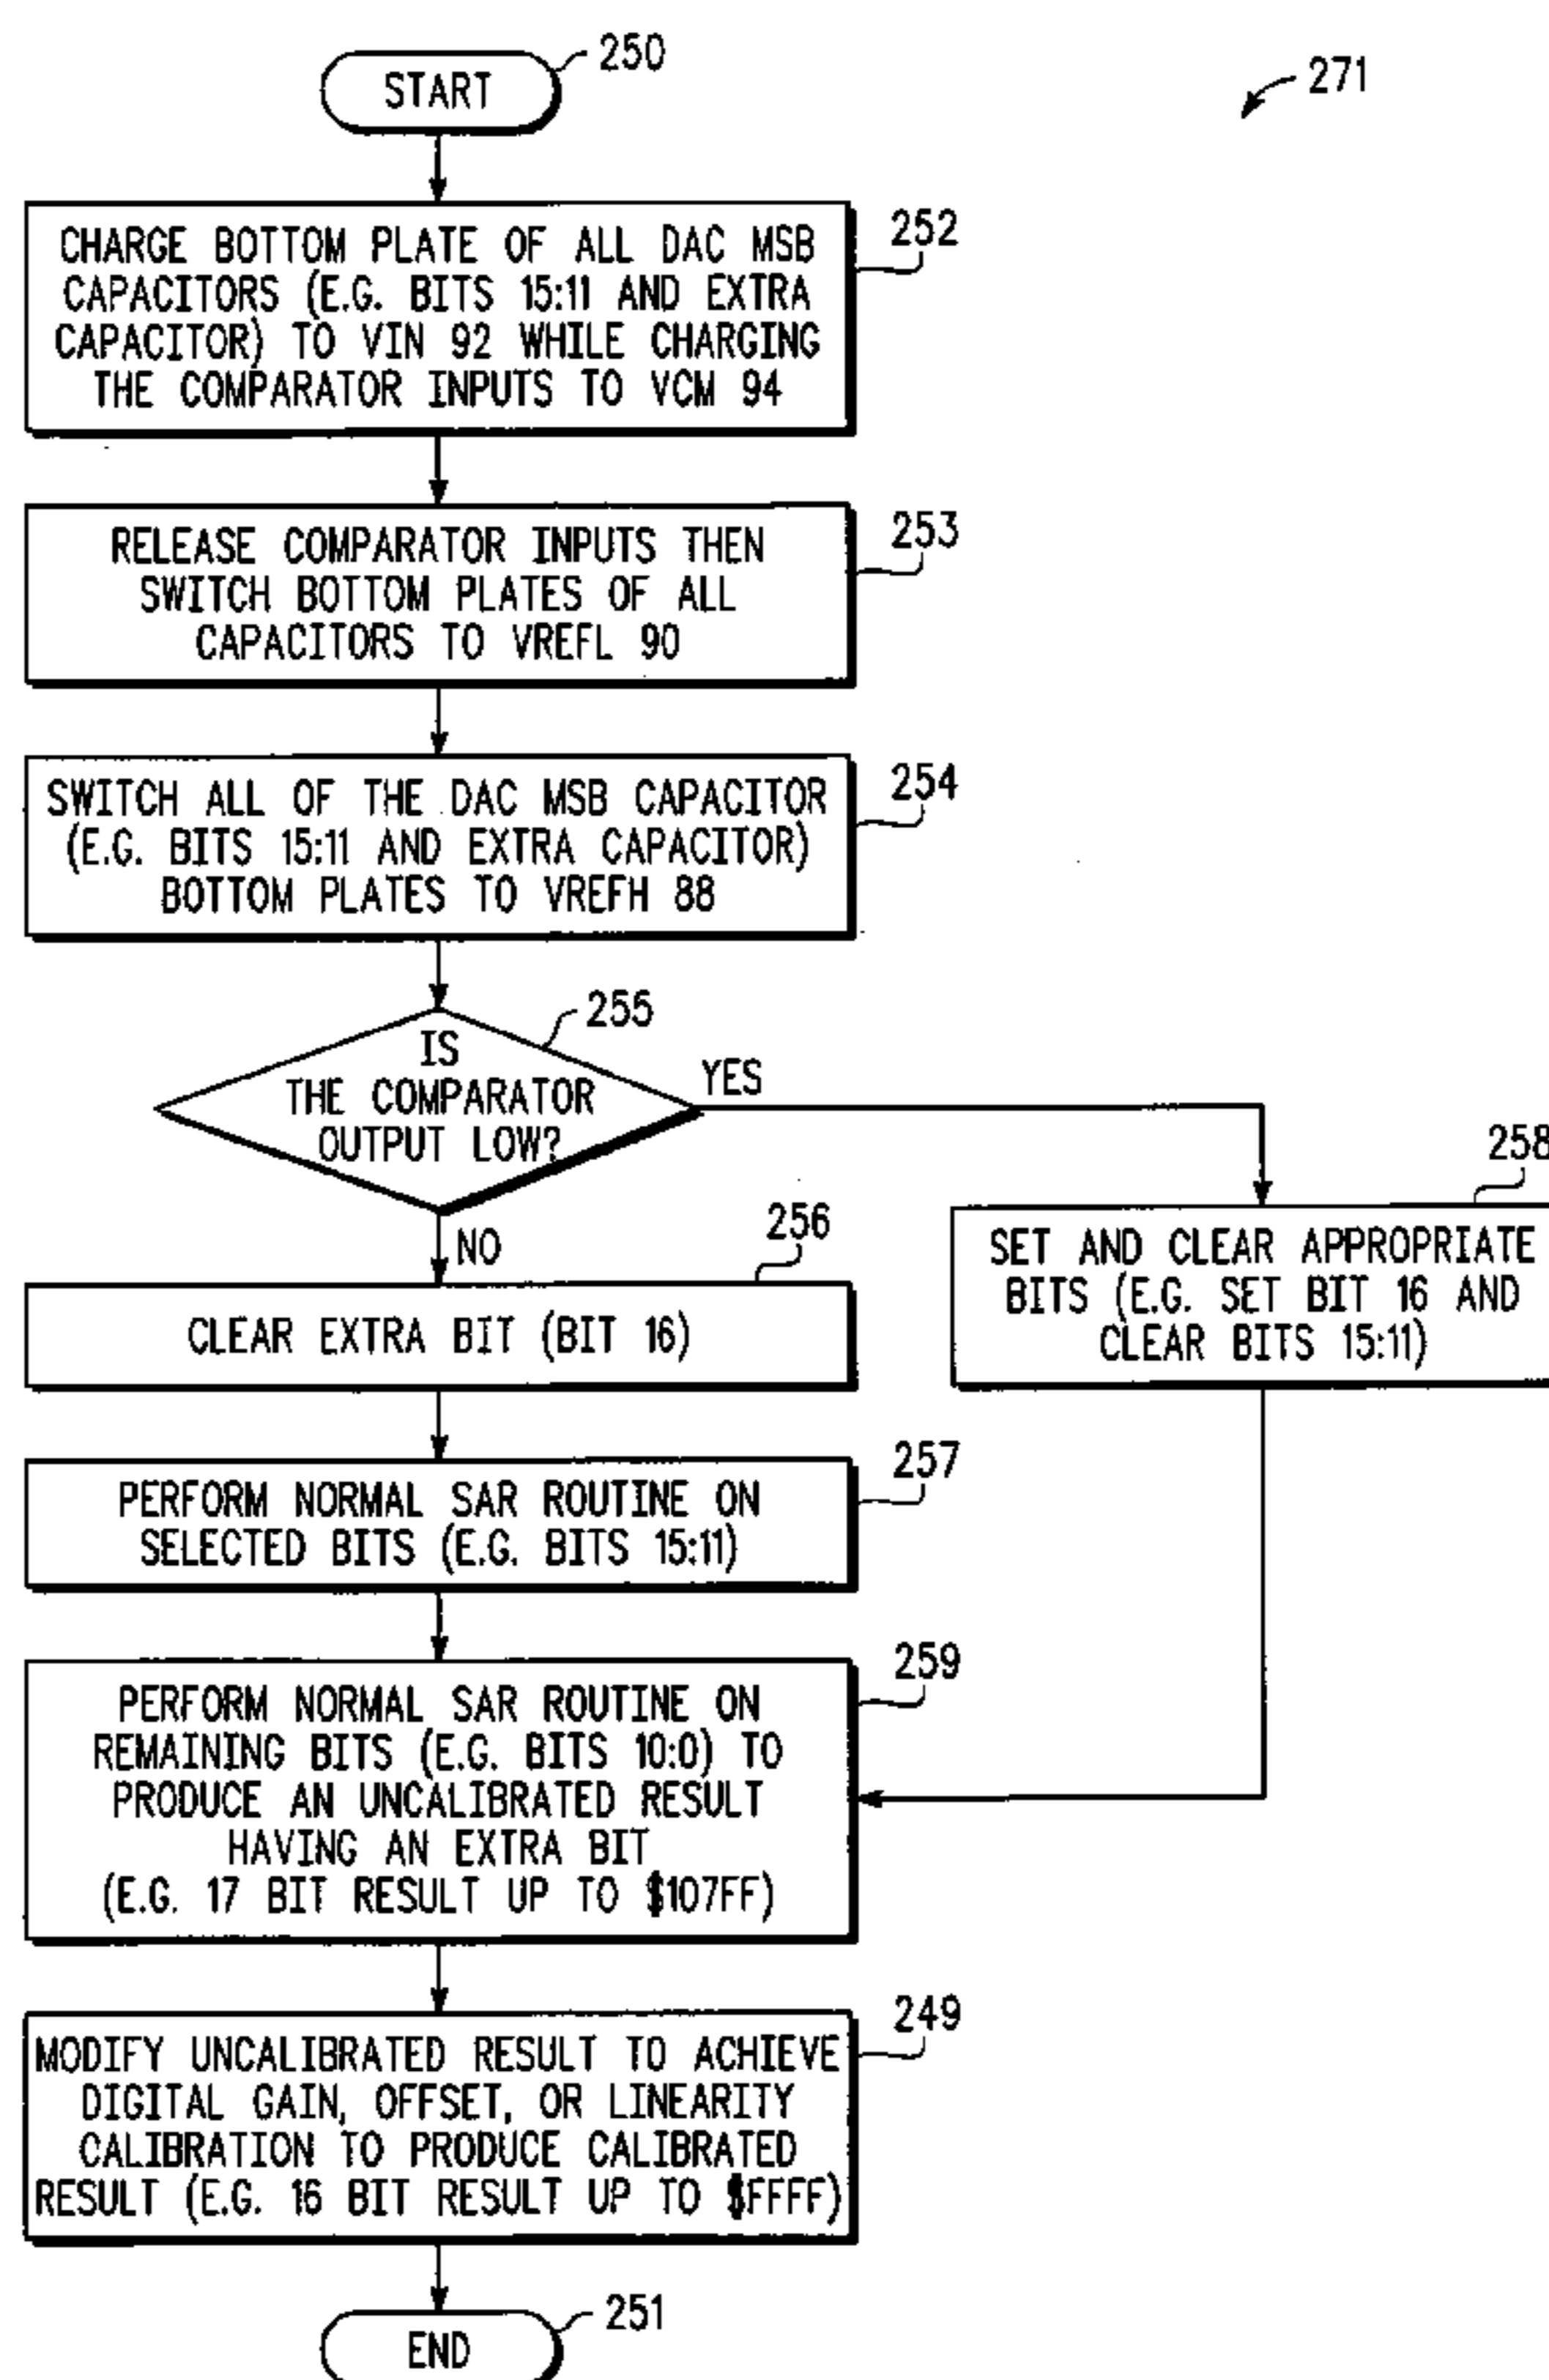 START
250
271
CHARGE BOTTOM PLATE OF ALL DAC MSB
CAPACITORS (E.G. BITS 15:11 AND EXTRA
CAPACITOR) TO VIN 92 WHILE CHARGING
THE COMPARATOR INPUTS TO VCM 94
252
RELEASE COMPARATOR INPUTS THEN
SWITCH BOTTOM PLATES OF ALL
CAPACITORS TO VREFL 90
253
SWITCH ALL OF THE DAC MSB CAPACITOR
(E.G. BITS 15:11 AND EXTRA CAPACITOR)
BOTTOM PLATES TO VREFH 88
254
IS
THE COMPARATOR
OUTPUT LOW?
255
YES
NO
CLEAR EXTRA BIT (BIT 16)
256
SET AND CLEAR APPROPRIATE
BITS (E.G. SET BIT 16 AND
CLEAR BITS 15:11)
258
PERFORM NORMAL SAR ROUTINE ON
SELECTED BITS (E.G. BITS 15:11)
257
PERFORM NORMAL SAR ROUTINE ON
REMAINING BITS (E.G. BITS 10:0) TO
PRODUCE AN UNCALIBRATED RESULT
HAVING AN EXTRA BIT
(E.G. 17 BIT RESULT UP TO $107FF)
259
MODIFY UNCALIBRATED RESULT TO ACHIEVE
DIGITAL GAIN, OFFSET, OR LINEARITY
CALIBRATION TO PRODUCE CALIBRATED
RESULT (E.G. 16 BIT RESULT UP TO $FFFF)
249
END
251